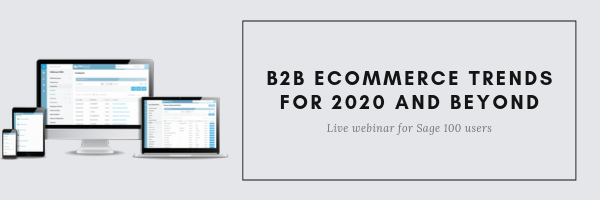 B2B ECOMMERCE TRENDS
FOR 2020 AND BEYOND
Live webinar for Sage 100 users